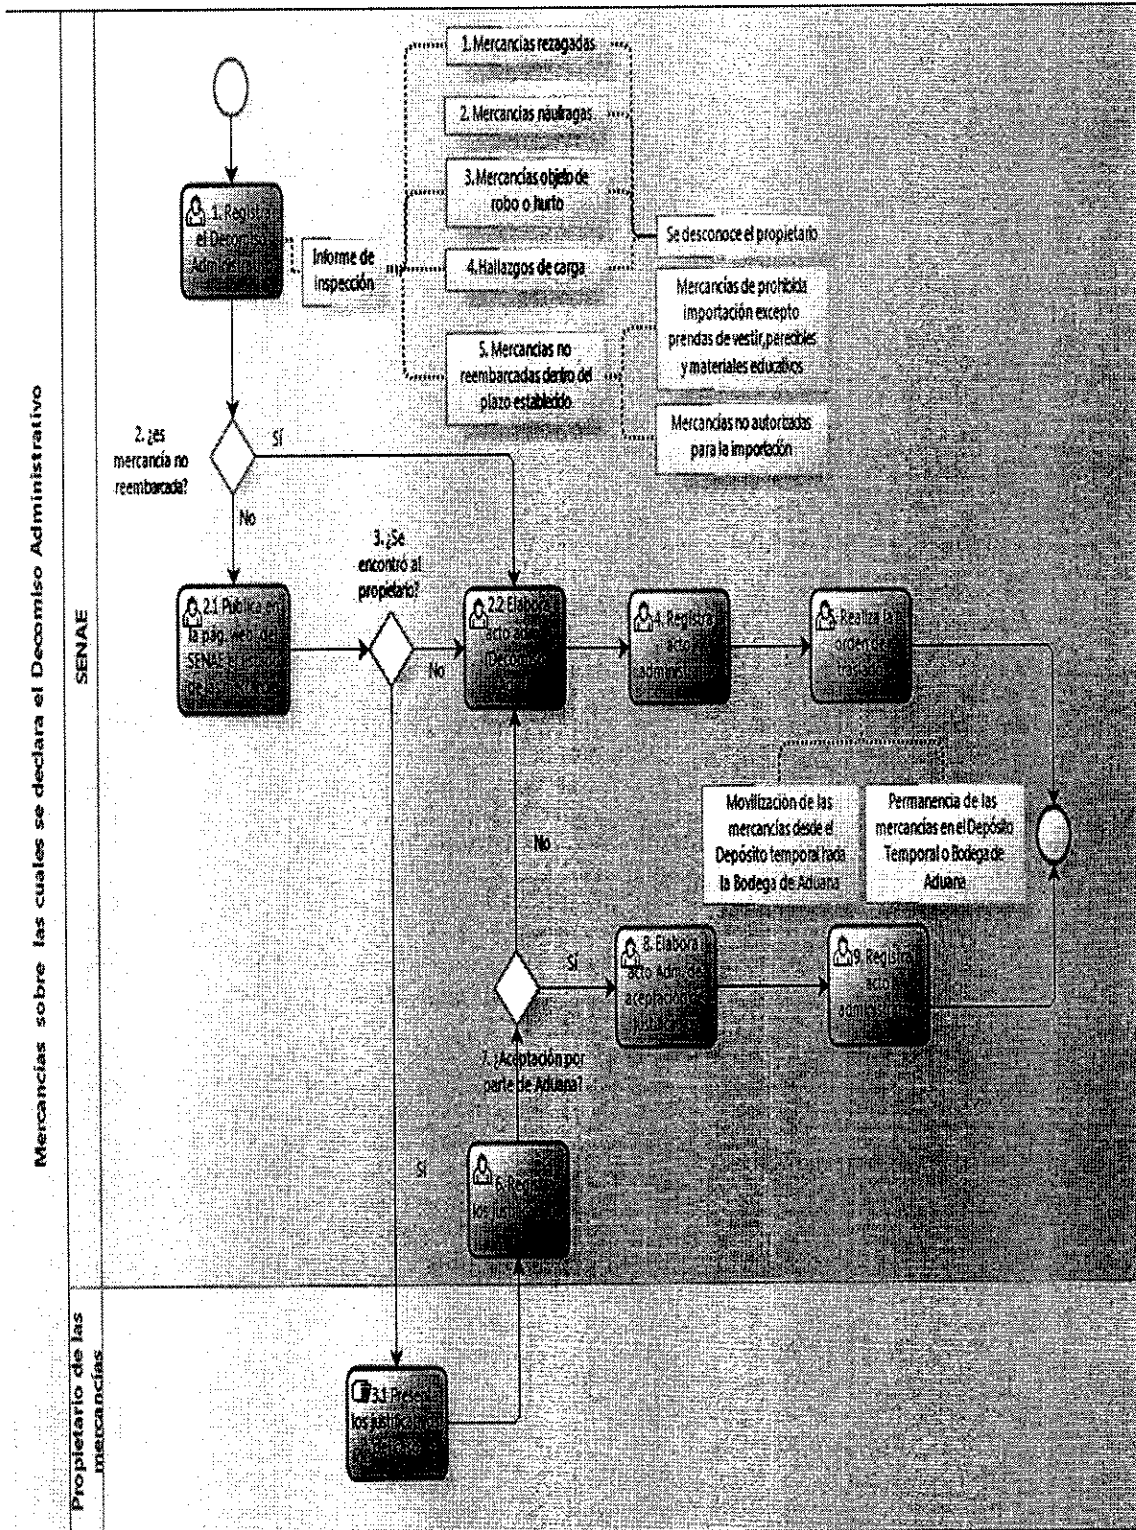 Mercancías sobre las cuales se declara el Decomiso Administrativo
SENAE
Propietario de las
mercancías
1. Registra
el Decomiso
Administrativo
Informe de
inspección
1. Mercancías rezagadas
2. Mercancías náufragas
3. Mercancías objeto de
robo o hurto
4. Hallazgos de carga
5. Mercancías no
reembarcadas dentro del
plazo establecido
Se desconoce el propietario
Mercancías de prohibida
importación excepto
prendas de vestir, perecibles
y materiales educativos
Mercancías no autorizadas
para la importación
2. ¿es
mercancía no
reembarcada?
Sí
No
2.1 Publica en
la pág. web del
SENAE
3. ¿Se
encontró al
propietario?
No
Sí
2.2 Elabora
acto
(Decomiso
4. Registra
acto
5. Realiza la
orden de
Movilización de las
mercancías desde el
Depósito temporal hacia
la Bodega de Aduana
Permanencia de las
mercancías en el Depósito
Temporal o Bodega de
Aduana
No
Sí
7. ¿Aceptación por
parte de Aduana?
8. Elabora
acto Adm. de
aceptación
9. Registra
acto
6. Registra
los
3.1 Presenta
los